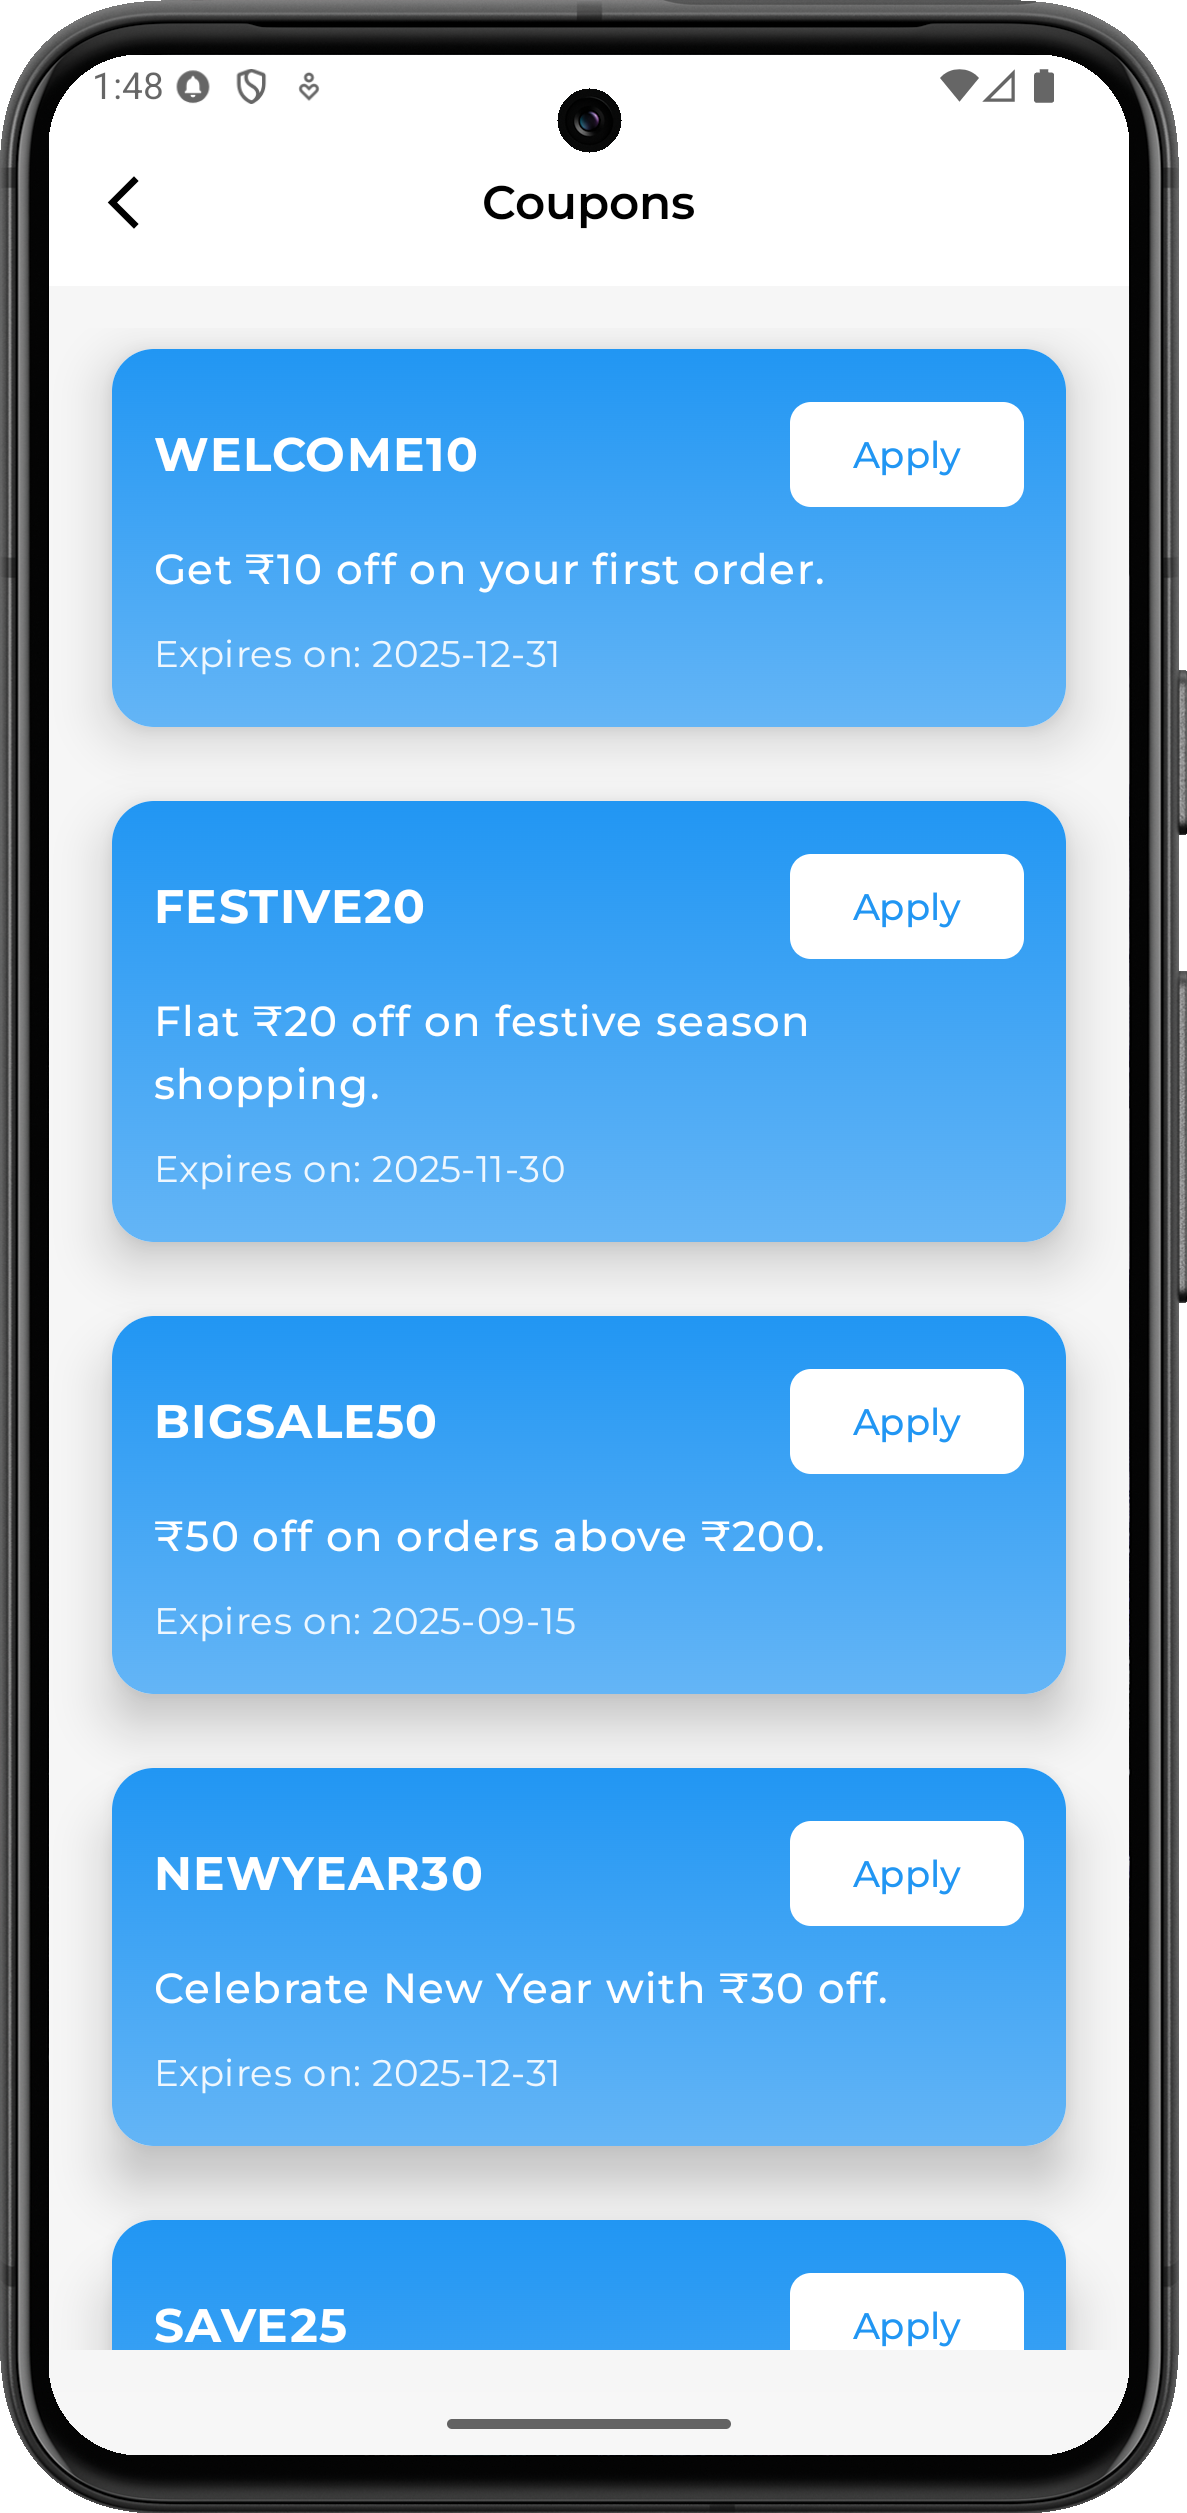 1:48
Coupons
WELCOME10
Apply
Get ₹10 off on your first order.
Expires on: 2025-12-31
FESTIVE20
Apply
Flat ₹20 off on festive season
shopping.
Expires on: 2025-11-30
BIGSALE50
Apply
₹50 off on orders above ₹200.
Expires on: 2025-09-15
NEWYEAR30
Apply
Celebrate New Year with ₹30 off.
Expires on: 2025-12-31
SAVE25
Apply